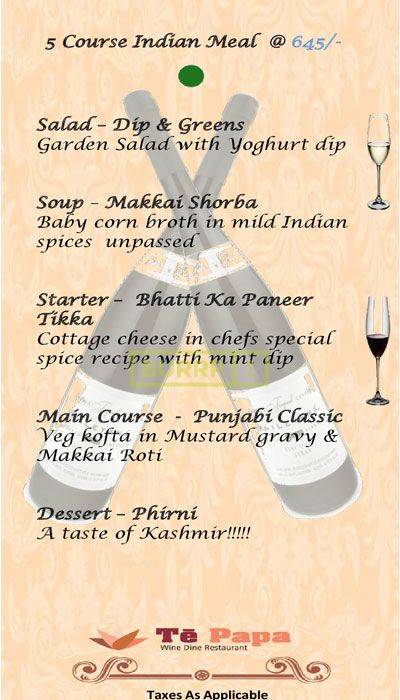 5 Course Indian Meal @ 645/-
Salad – Dip & Greens
Garden Salad with Yoghurt dip
Soup – Makkai Shorba
Baby corn broth in mild Indian
spices unpassed
Starter – Bhatti Ka Paneer
Tikka
Cottage cheese in chefs special
spice recipe with mint dip
BURRP!
Main Course - Punjabi Classic
Veg kofta in Mustard gravy &
Makkai Roti
Dessert – Phirni
A taste of Kashmir!!!!!
Tē Papa
Wine Dine Restaurant
Taxes As Applicable